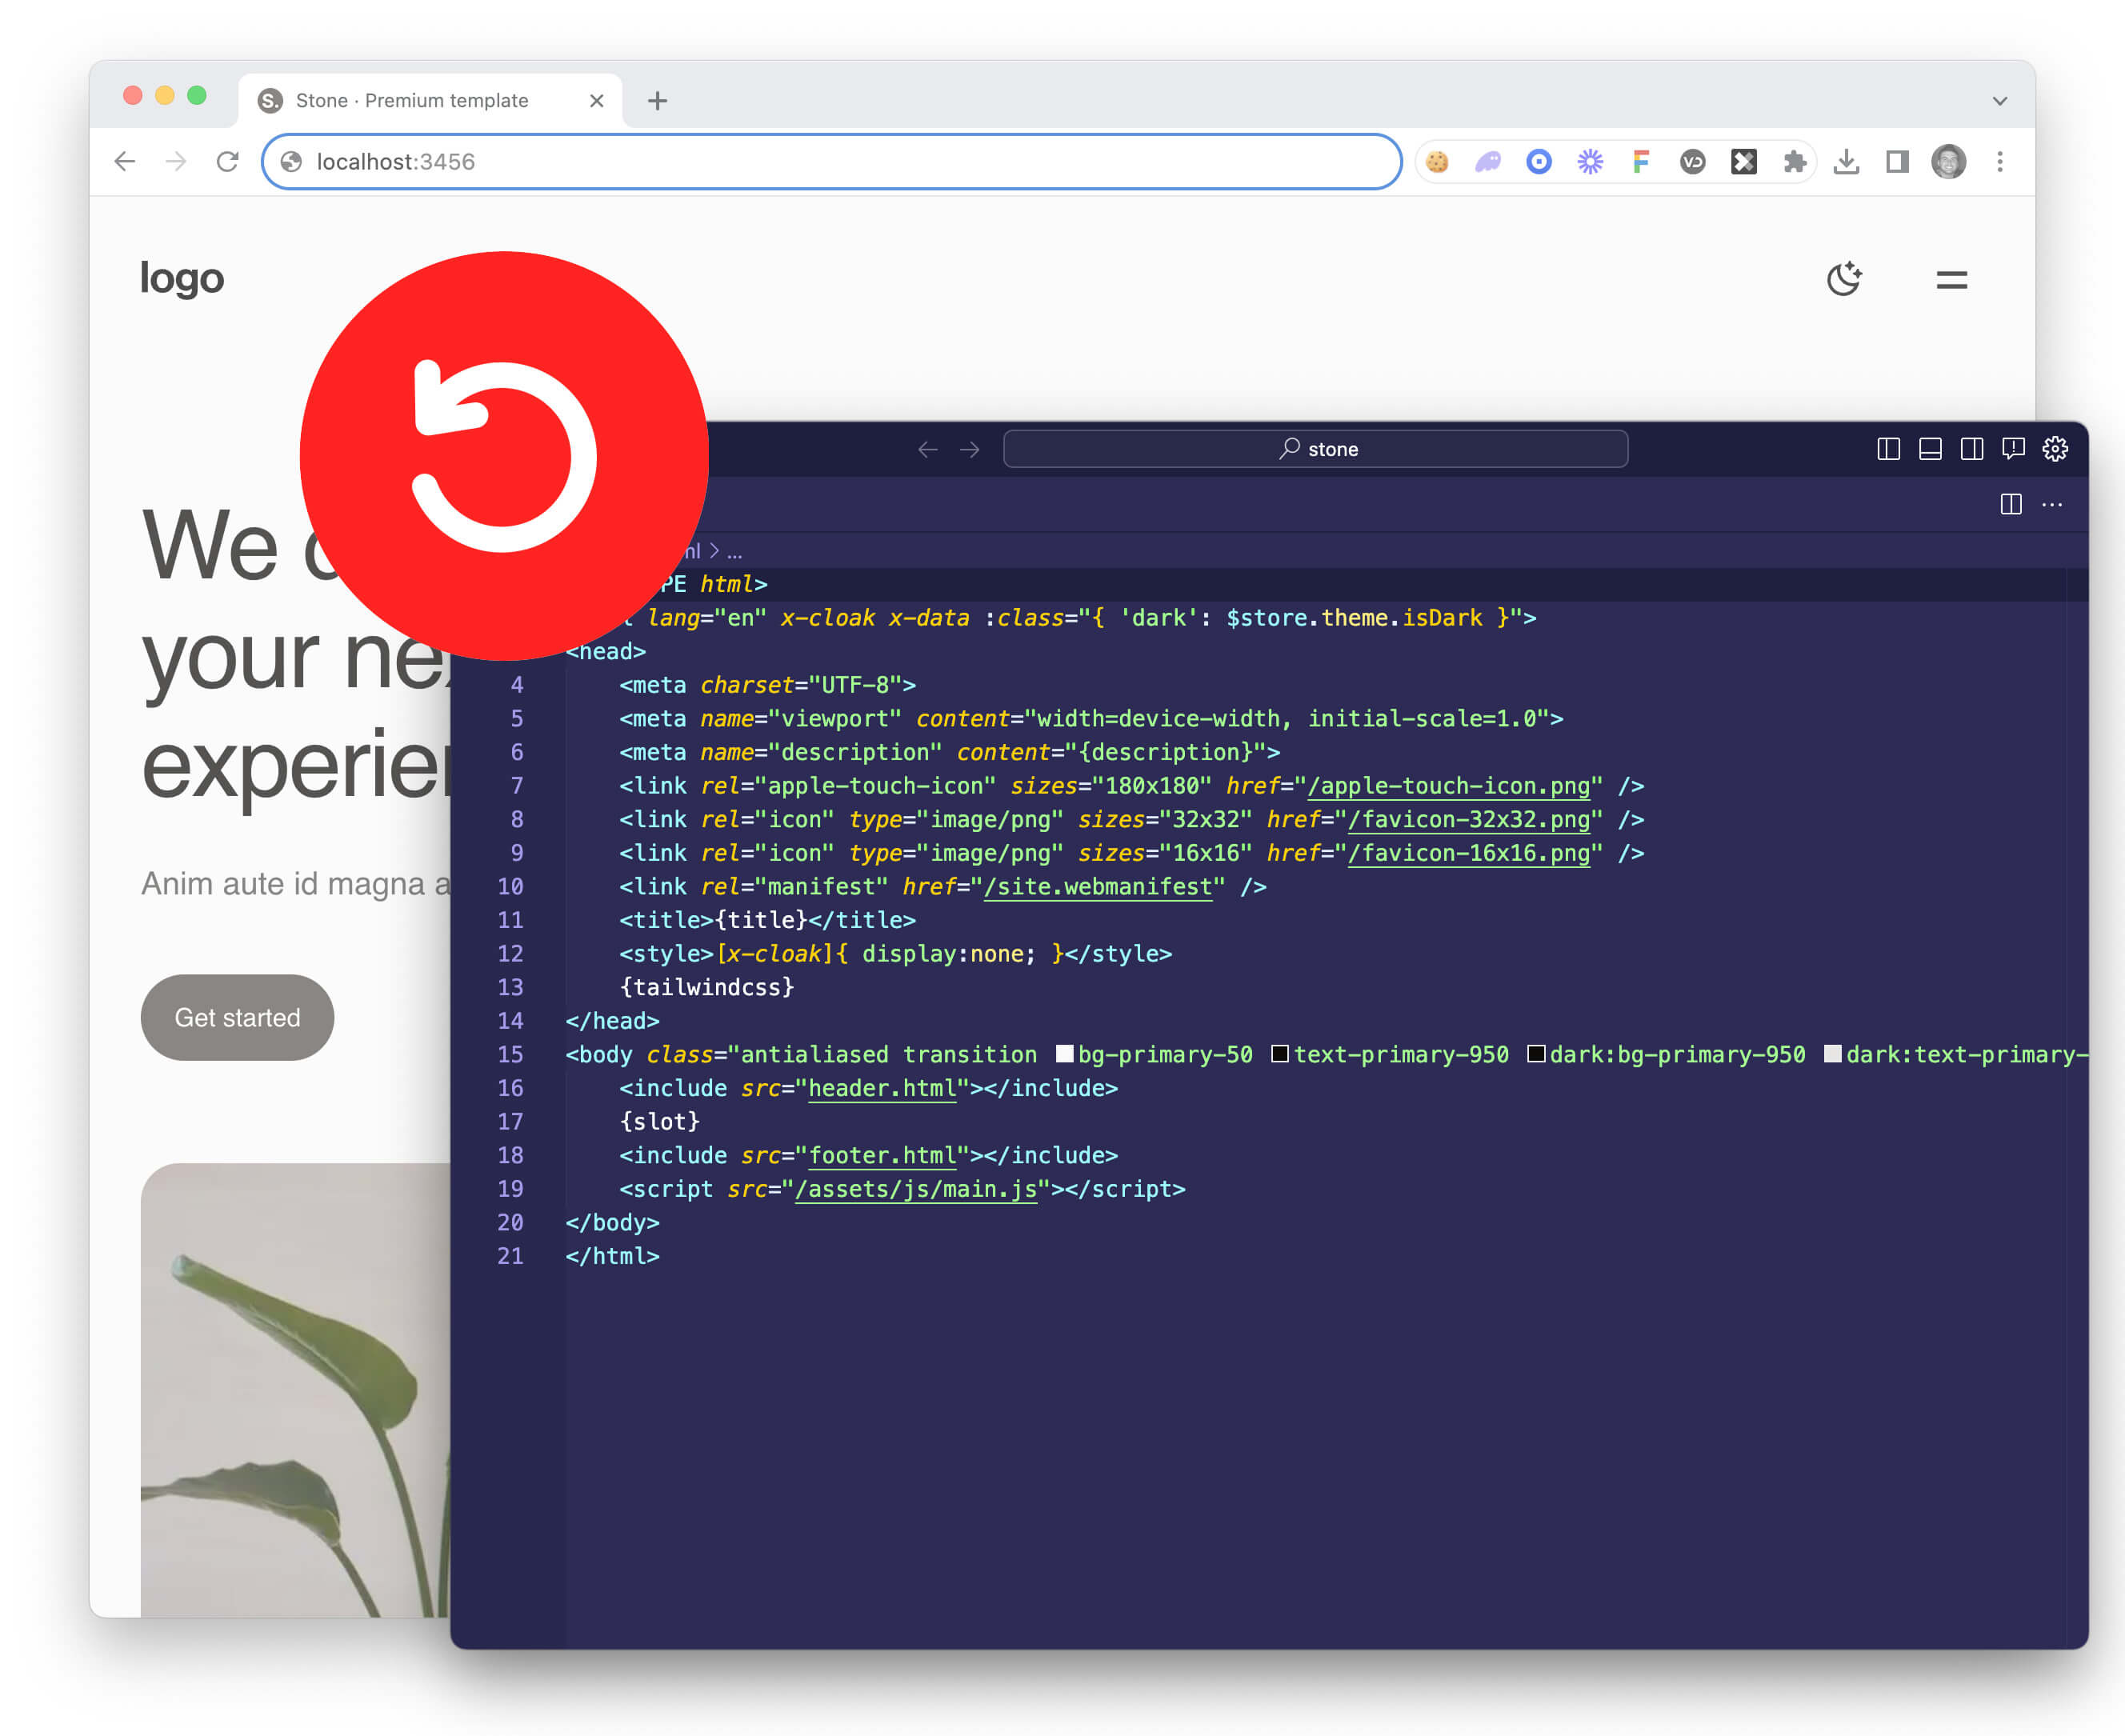 Stone · Premium template
localhost:3456
logo
We
your
Anim aute id magna
Get started
stone
...
html>
lang="en" x-cloak x-data :class="{ 'dark': $store.theme.isDark }">
<head>
4 <meta charset="UTF-8">
5 <meta name="viewport" content="width=device-width, initial-scale=1.0">
6 <meta name="description" content="{description}">
7 <link rel="apple-touch-icon" sizes="180x180" href="/apple-touch-icon.png" />
8 <link rel="icon" type="image/png" sizes="32x32" href="/favicon-32x32.png" />
9 <link rel="icon" type="image/png" sizes="16x16" href="/favicon-16x16.png" />
10 <link rel="manifest" href="/site.webmanifest" />
11 <title>{title}</title>
12 <style>[x-cloak]{ display:none; }</style>
13 {tailwindcss}
14 </head>
15 <body class="antialiased transition bg-primary-50 text-primary-950 dark:bg-primary-950 dark:text-primary-
16 <include src="header.html"></include>
17 {slot}
18 <include src="footer.html"></include>
19 <script src="/assets/js/main.js"></script>
20 </body>
21 </html>